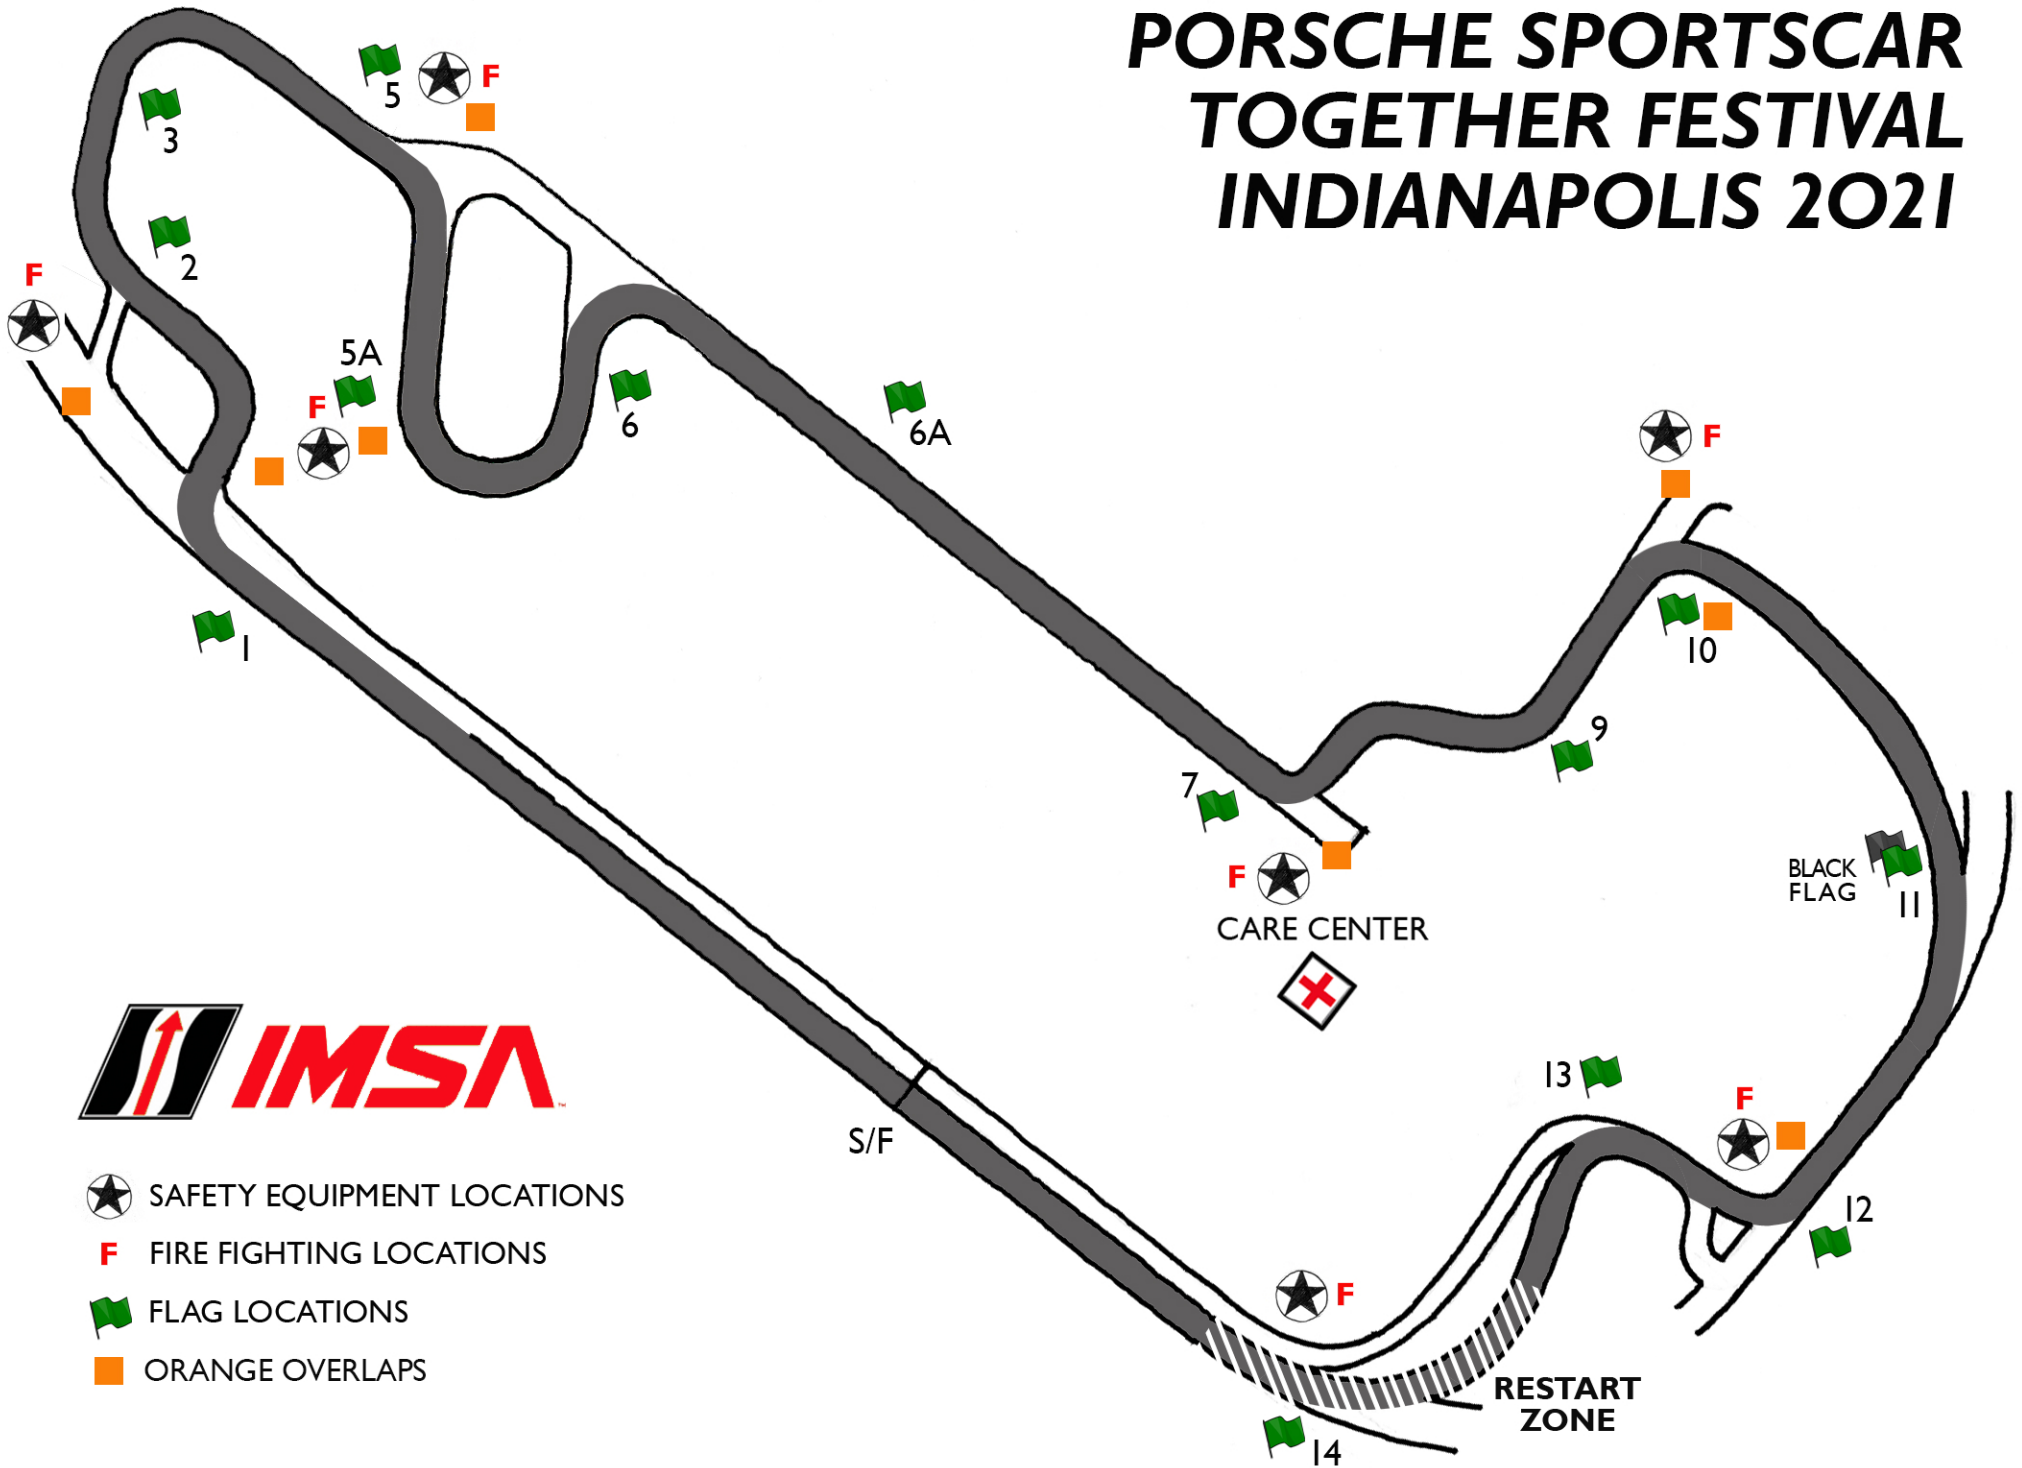 PORSCHE SPORTSCAR
TOGETHER FESTIVAL
INDIANAPOLIS 2021
5
F
3
2
F
5A
F
6
6A
F
1
10
9
7
F
CARE CENTER
BLACK
FLAG
11
13
F
12
S/F
F
RESTART
ZONE
14
IMSA™
SAFETY EQUIPMENT LOCATIONS
F FIRE FIGHTING LOCATIONS
FLAG LOCATIONS
ORANGE OVERLAPS